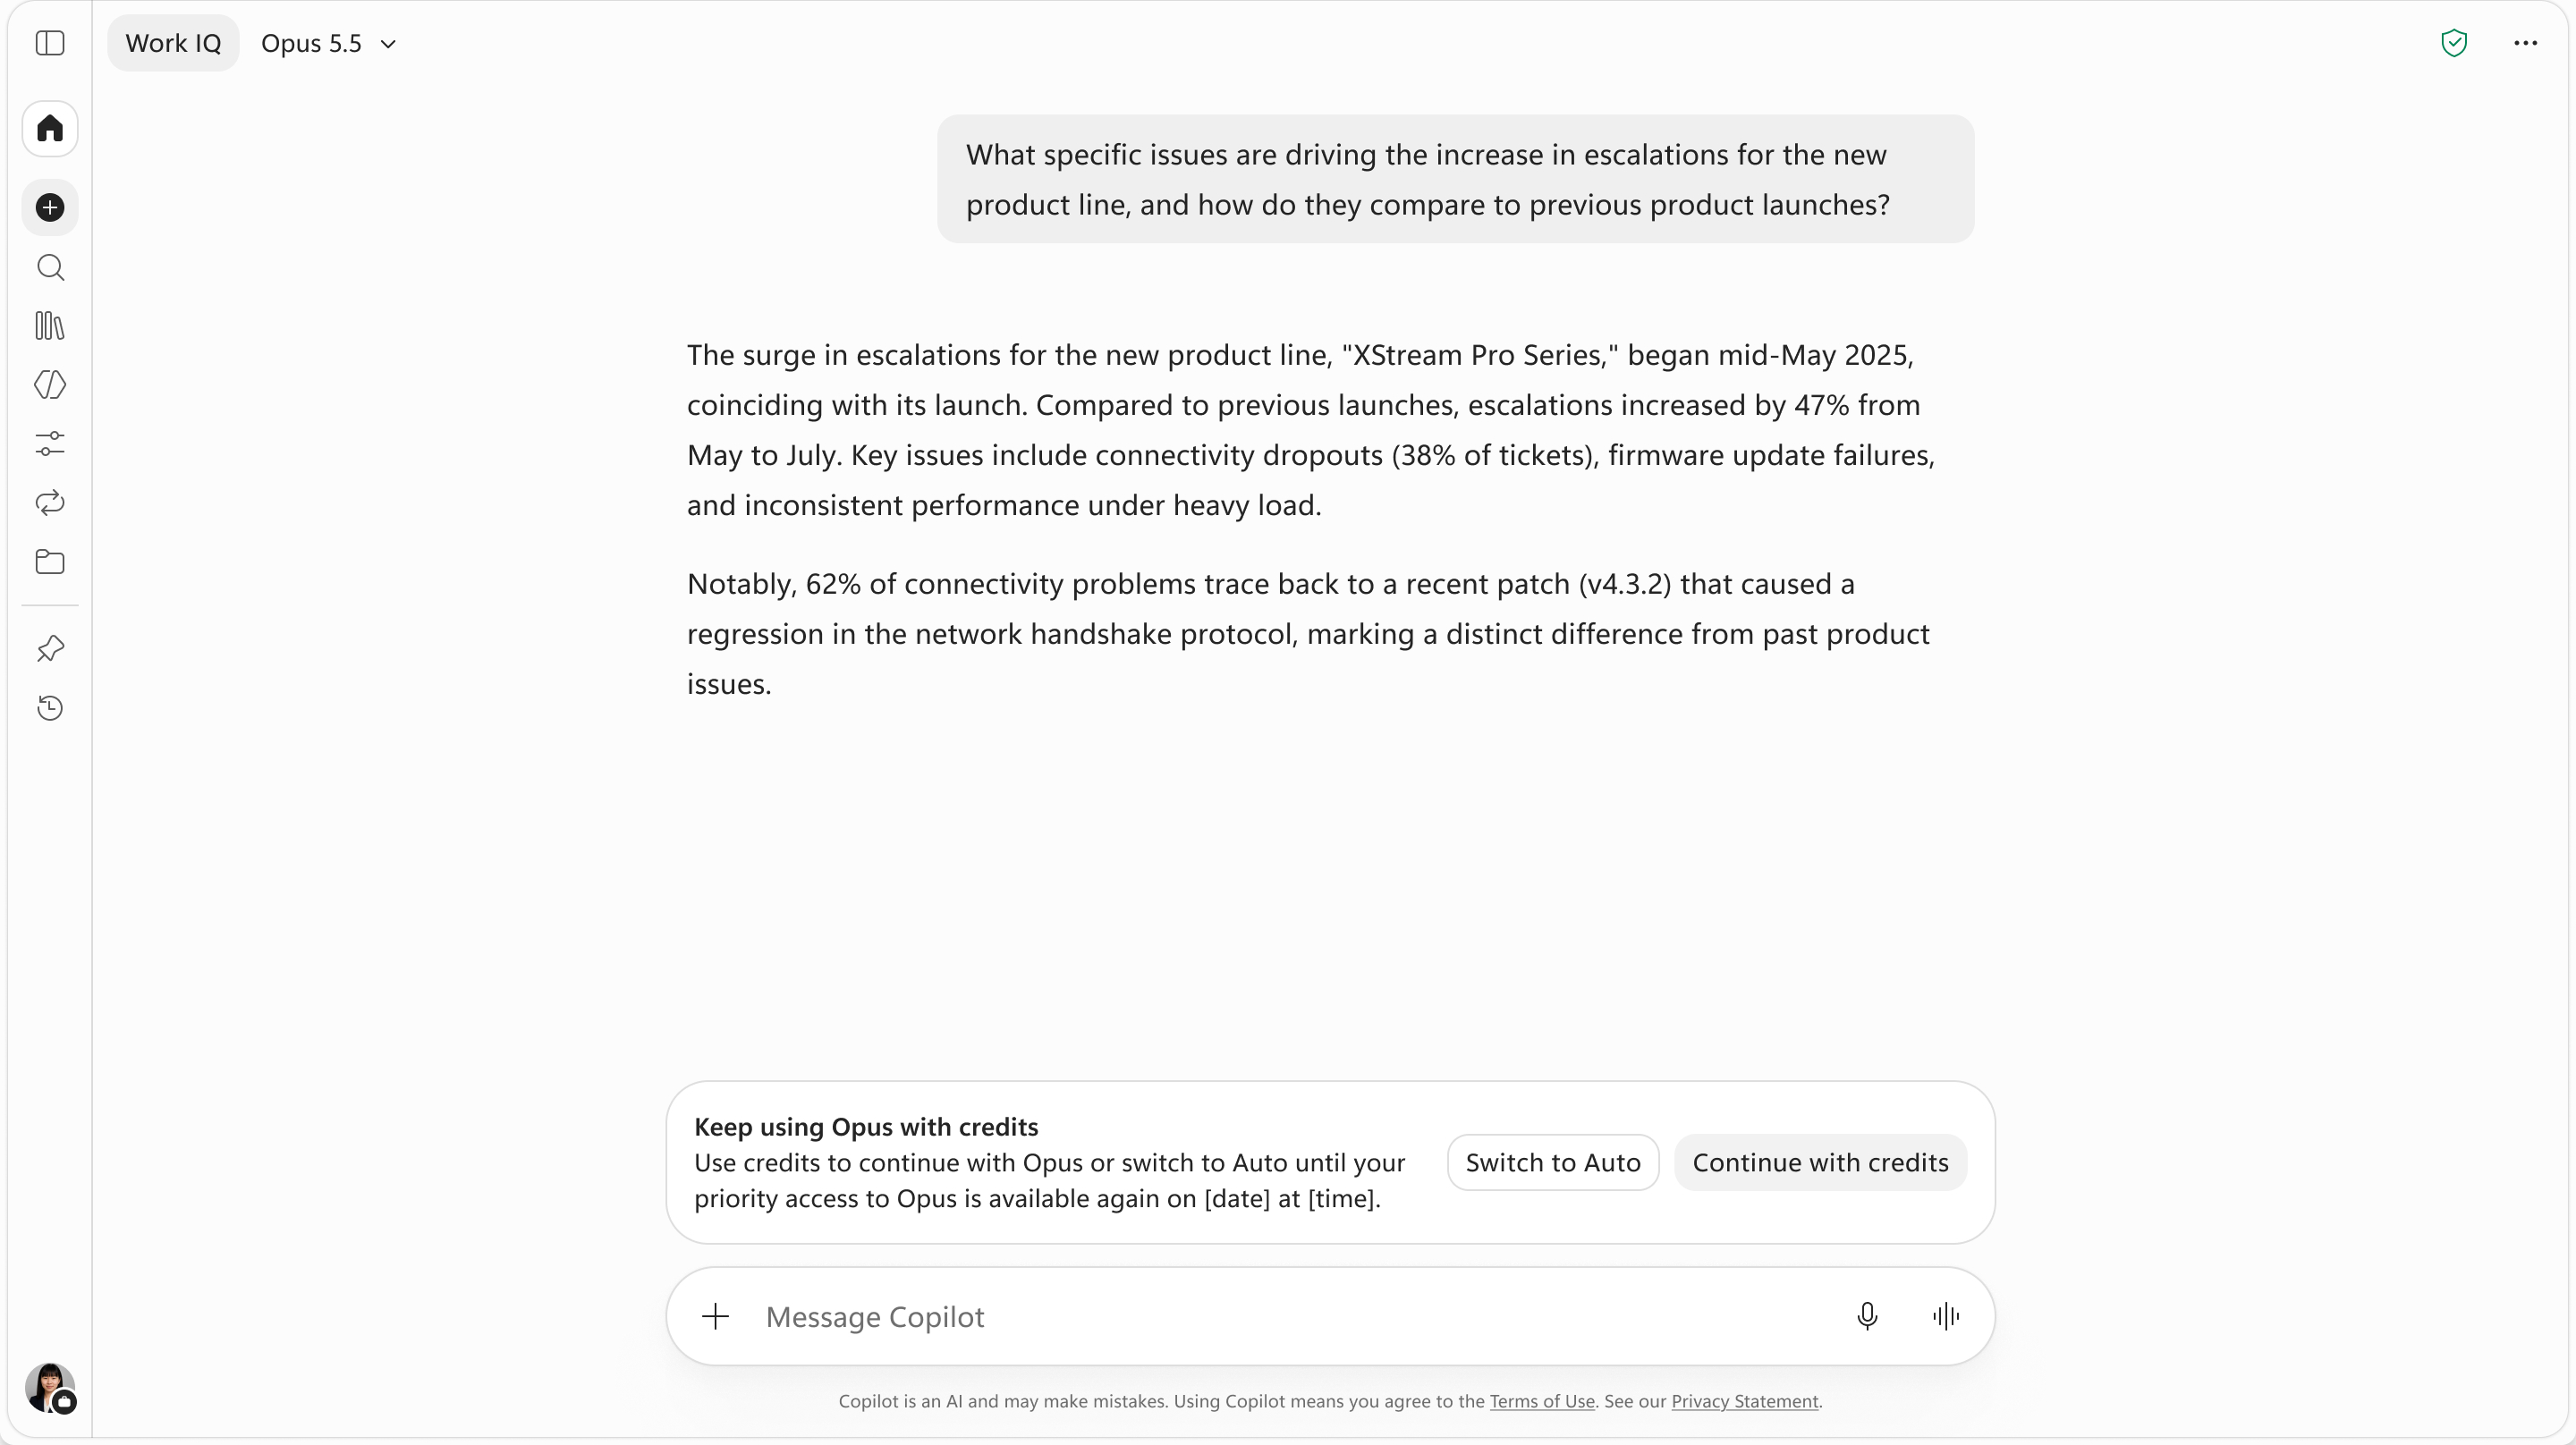 Work IQ
Opus 5.5
What specific issues are driving the increase in escalations for the new
product line, and how do they compare to previous product launches?
The surge in escalations for the new product line, "XStream Pro Series," began mid-May 2025,
coinciding with its launch. Compared to previous launches, escalations increased by 47% from
May to July. Key issues include connectivity dropouts (38% of tickets), firmware update failures,
and inconsistent performance under heavy load.
Notably, 62% of connectivity problems trace back to a recent patch (v4.3.2) that caused a
regression in the network handshake protocol, marking a distinct difference from past product
issues.
Keep using Opus with credits
Use credits to continue with Opus or switch to Auto until your
priority access to Opus is available again on [date] at [time].
Switch to Auto
Continue with credits
Message Copilot
Copilot is an AI and may make mistakes. Using Copilot means you agree to the Terms of Use. See our Privacy Statement.